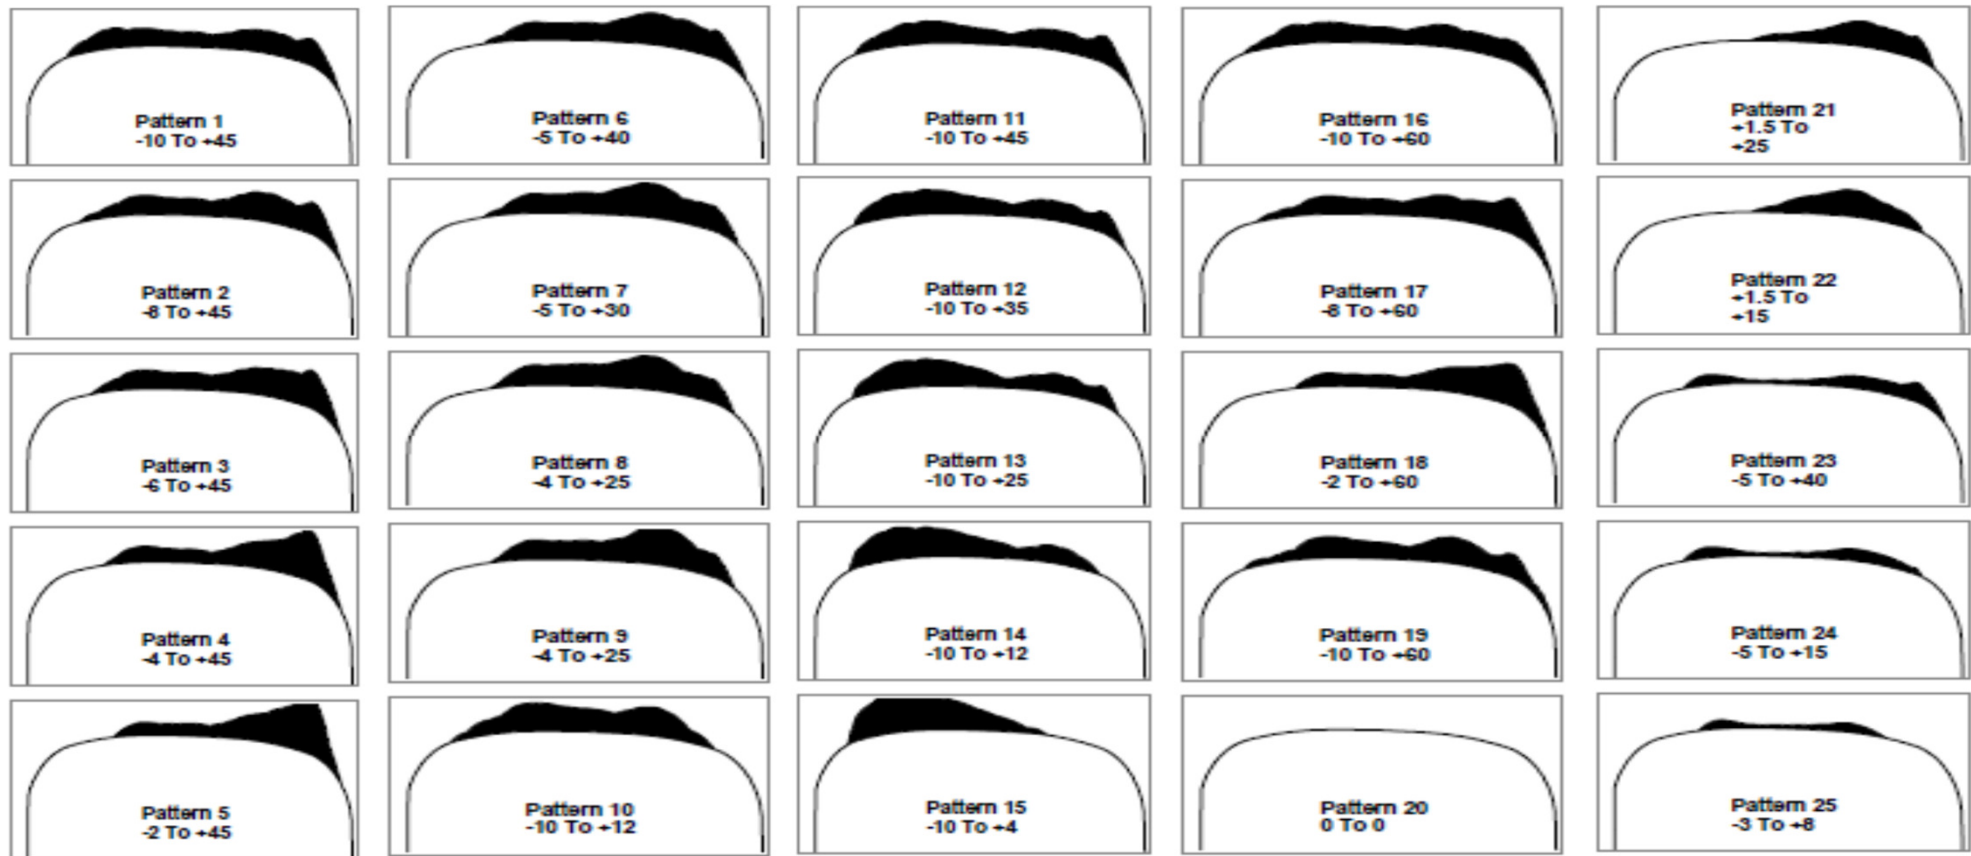 Pattern 1
-10 To +45
Pattern 6
-5 To +40
Pattern 11
-10 To +45
Pattern 16
-10 To +60
Pattern 21
+1.5 To
+25
Pattern 2
-8 To +45
Pattern 7
-5 To +30
Pattern 12
-10 To +35
Pattern 17
-8 To +60
Pattern 22
+1.5 To
+15
Pattern 3
-6 To +45
Pattern 8
-4 To +25
Pattern 13
-10 To +25
Pattern 18
-2 To +60
Pattern 23
-5 To +40
Pattern 4
-4 To +45
Pattern 9
-4 To +25
Pattern 14
-10 To +12
Pattern 19
-10 To +60
Pattern 24
-5 To +15
Pattern 5
-2 To +45
Pattern 10
-10 To +12
Pattern 15
-10 To +4
Pattern 20
0 To 0
Pattern 25
-3 To +8